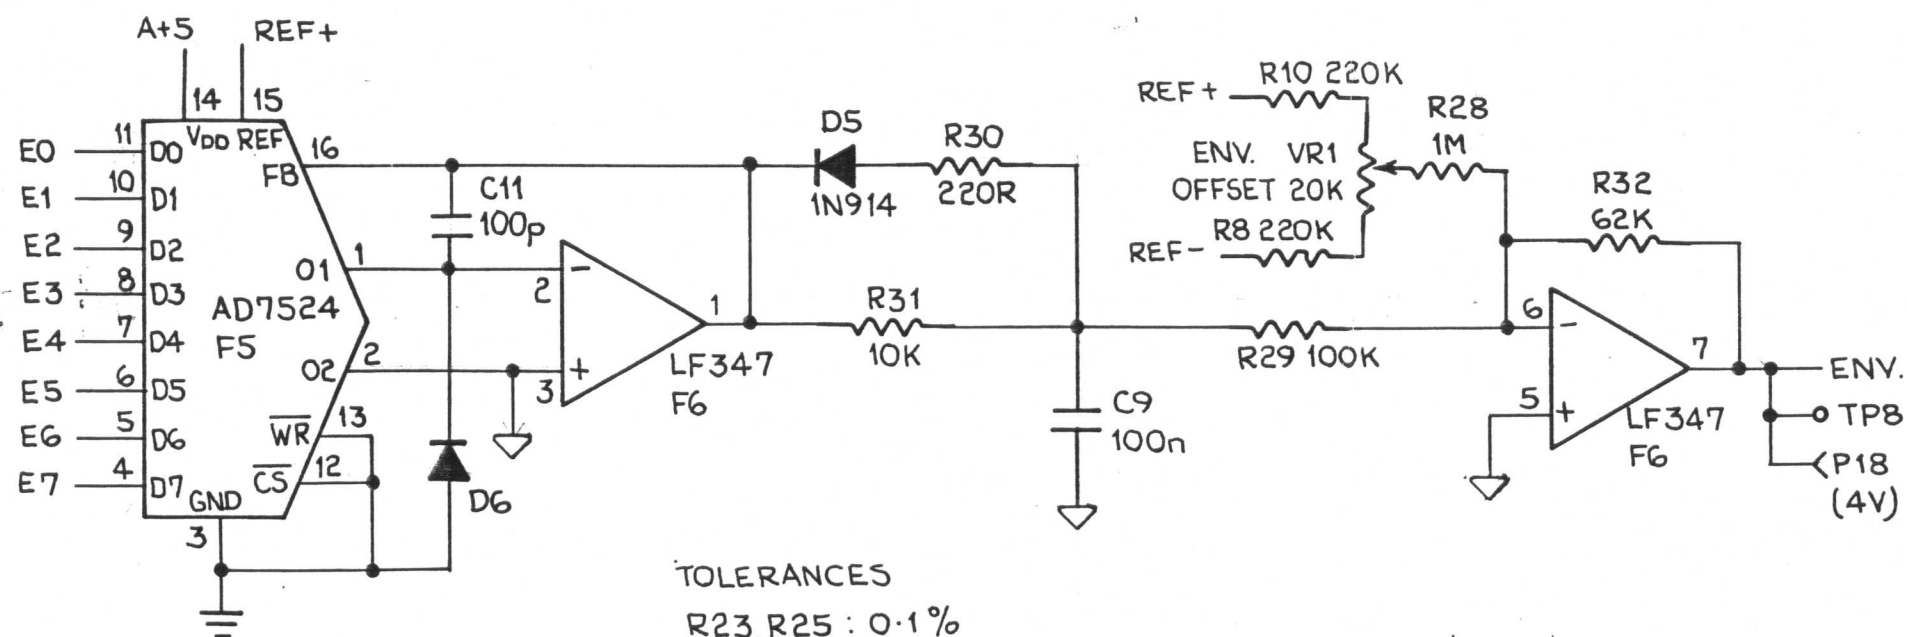 A+5
REF+
14
15
VDD
REF
E0
11
D0
E1
10
D1
E2
9
D2
E3
8
D3
E4
7
D4
E5
6
D5
E6
5
D6
E7
4
D7
FB
16
O1
1
AD7524
F5
O2
2
WR
13
CS
12
GND
3
C11
100p
D6
2
3
-
+
1
LF347
F6
D5
1N914
R30
220R
R31
10K
C9
100n
REF+
R10 220K
ENV. VR1
OFFSET 20K
REF-
R8 220K
R28
1M
R32
62K
R29 100K
6
5
-
+
7
LF347
F6
ENV.
TP8
P18
(4V)
TOLERANCES
R23 R25 : 0.1%